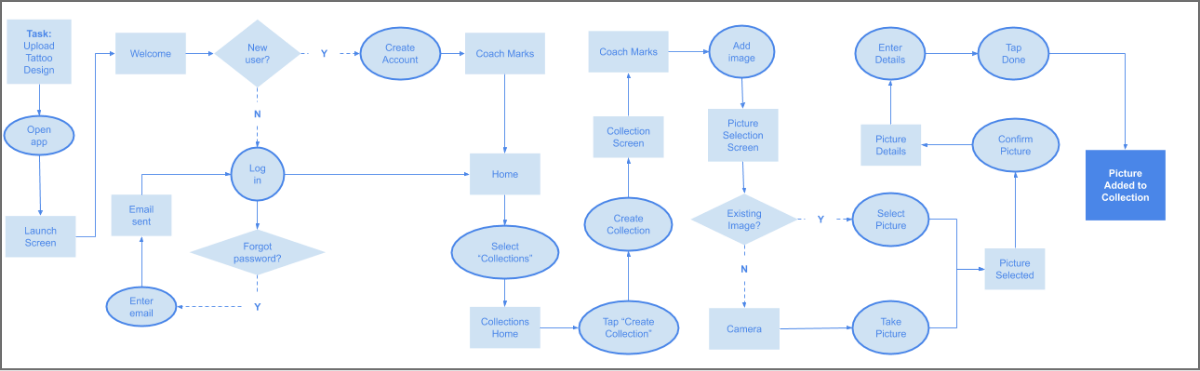 Task:
Upload
Tattoo
Design
Open
app
Launch
Screen
Welcome
New
user?
Y
N
Create
Account
Coach Marks
Log
in
Forgot
password?
Y
Enter
email
Email
sent
Home
Select
“Collections”
Collections
Home
Tap “Create
Collection”
Create
Collection
Collection
Screen
Coach Marks
Add
image
Picture
Selection
Screen
Existing
Image?
Y
N
Select
Picture
Camera
Take
Picture
Picture
Selected
Confirm
Picture
Picture
Details
Enter
Details
Tap
Done
Picture
Added to
Collection